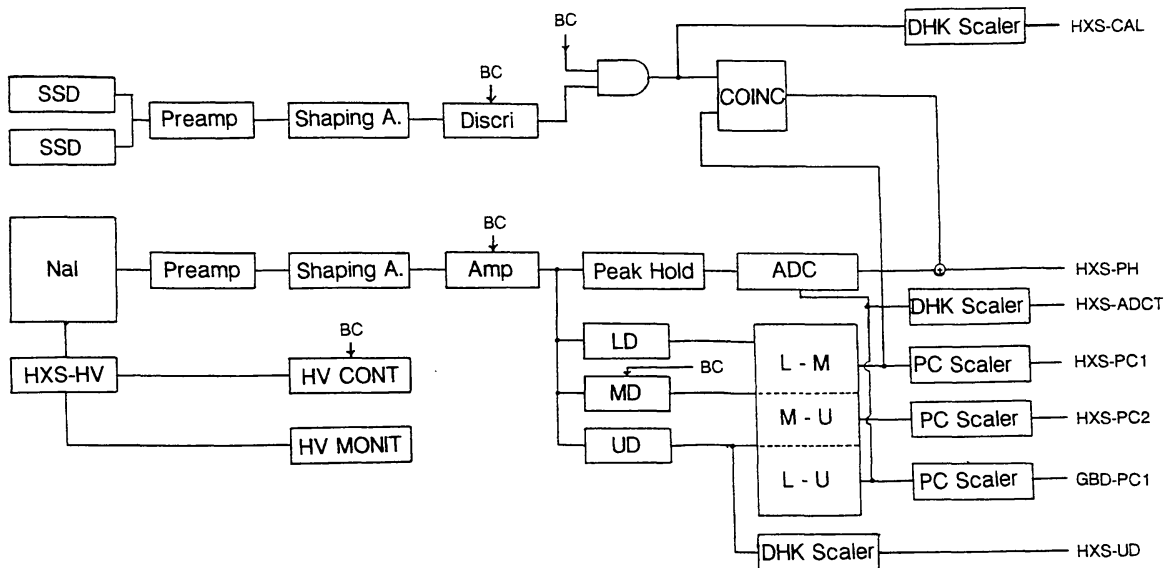 BC
DHK Scaler
HXS-CAL
SSD
BC
COINC
SSD
Preamp
Shaping A.
Discri
BC
NaI
Preamp
Shaping A.
Amp
Peak Hold
ADC
HXS-PH
DHK Scaler
HXS-ADCT
BC
LD
L - M
HXS-HV
HV CONT
BC
PC Scaler
HXS-PC1
MD
M - U
PC Scaler
HXS-PC2
HV MONIT
UD
L - U
PC Scaler
GBD-PC1
DHK Scaler
HXS-UD